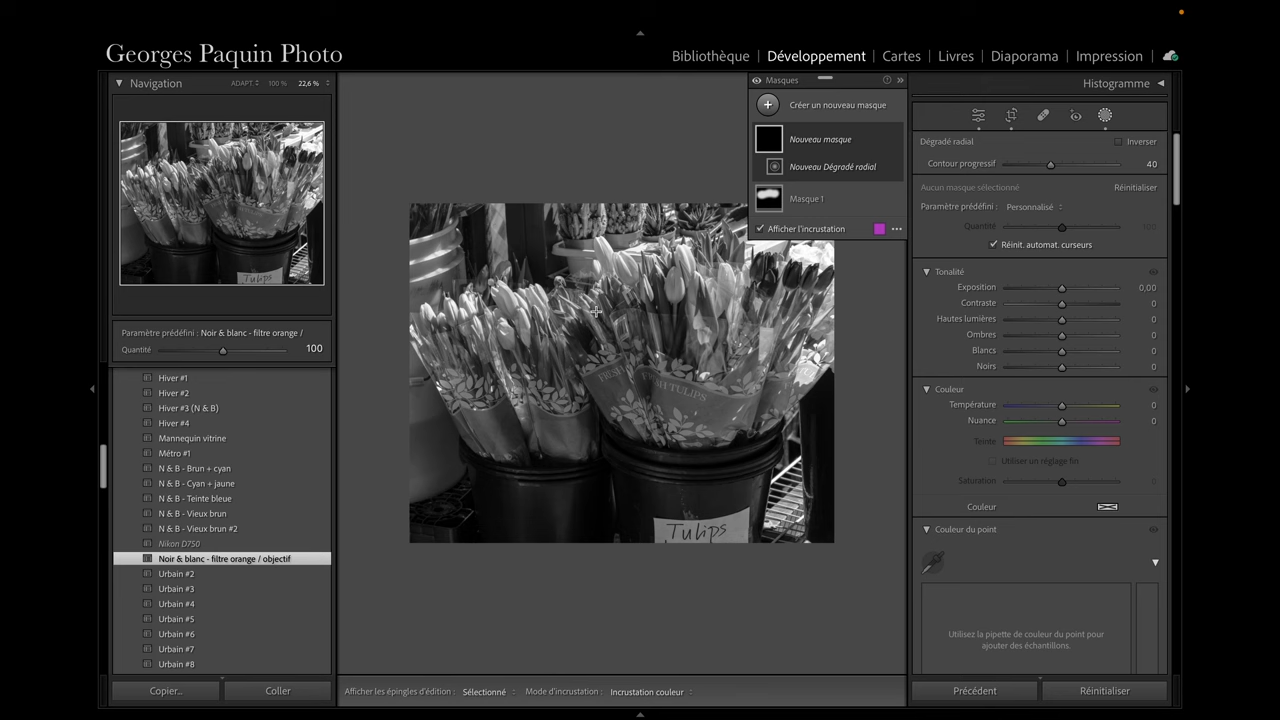 Georges Paquin Photo
Bibliothèque | Développement | Cartes | Livres | Diaporama | Impression
Navigation
ADAPT. 100 % 22,6 %
Paramètre prédéfini : Noir & blanc - filtre orange /
Quantité 100
Hiver #1
Hiver #2
Hiver #3 (N & B)
Hiver #4
Mannequin vitrine
Métro #1
N & B - Brun + cyan
N & B - Cyan + jaune
N & B - Teinte bleue
N & B - Vieux brun
N & B - Vieux brun #2
Nikon D750
Noir & blanc - filtre orange / objectif
Urbain #2
Urbain #3
Urbain #4
Urbain #5
Urbain #6
Urbain #7
Urbain #8
Copier...
Coller
FRESH TULIPS
FRESH TULIPS
Tulips
Masques
Créer un nouveau masque
Nouveau masque
Nouveau Dégradé radial
Masque 1
Afficher l'incrustation
Afficher les épingles d'édition : Sélectionné
Mode d'incrustation : Incrustation couleur
Histogramme
Dégradé radial
Inverser
Contour progressif 40
Aucun masque sélectionné
Réinitialiser
Paramètre prédéfini : Personnalisé
Quantité 100
Réinit. automat. curseurs
Tonalité
Exposition 0,00
Contraste 0
Hautes lumières 0
Ombres 0
Blancs 0
Noirs 0
Couleur
Température 0
Nuance 0
Teinte
Utiliser un réglage fin
Saturation 0
Couleur
Couleur du point
Utilisez la pipette de couleur du point pour
ajouter des échantillons.
Précédent
Réinitialiser